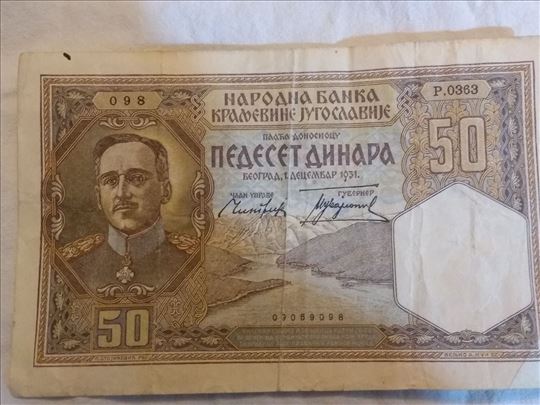 098
НАРОДНА БАНКА
P.0363
КРАЉЕВИНЕ ЈУГОСЛАВИЈЕ
ПЛАЋА ДОНОСИОЦУ
ПЕДЕСЕТ ДИНАРА
50
БЕОГРАД, 1. ДЕЦЕМБАР 1931.
ЧЛАН УПРАВЕ
ГУВЕРНЕР
50
09069098